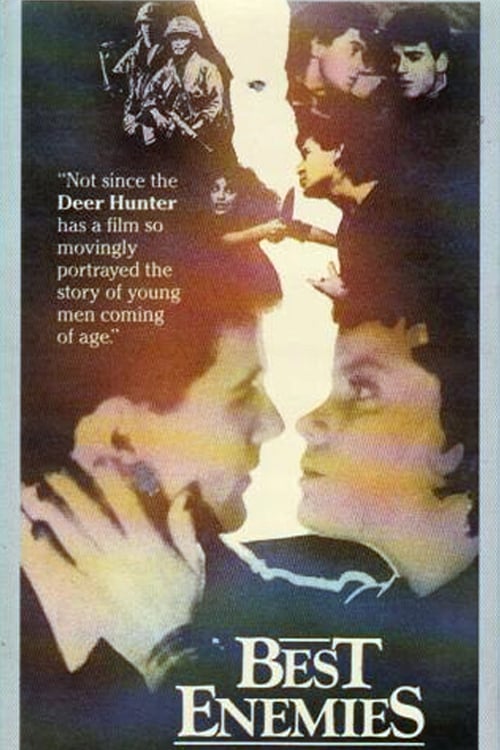 “Not since the
Deer Hunter
has a film so
movingly
portrayed the
story of young
men coming
of age.”
BEST
ENEMIES